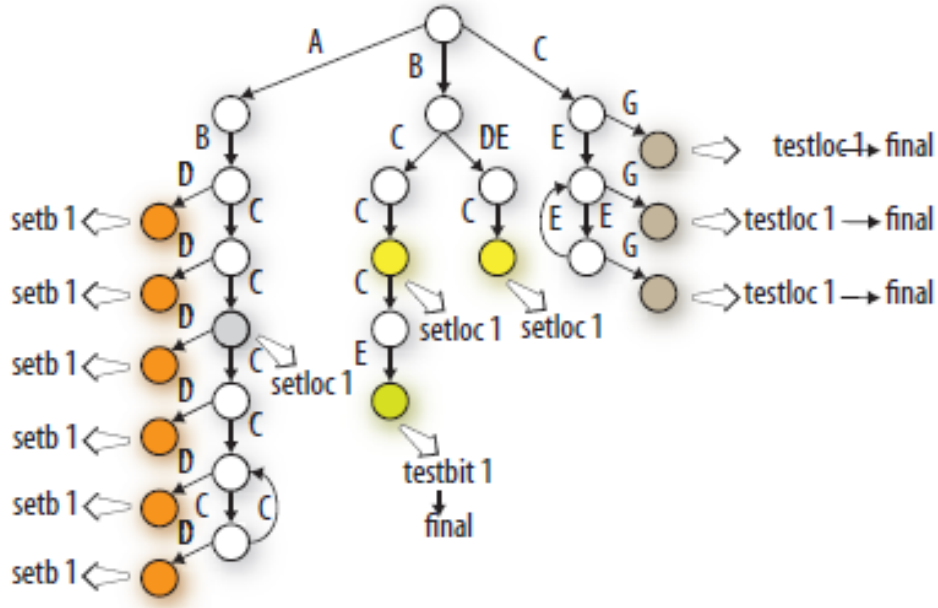 A B C
B C E G
testloc 1 → final
D C C DE C E G
setb 1 testloc 1 → final
D C C E E G
setb 1 setloc 1 setloc 1 testloc 1 → final
D C E
setb 1 setloc 1
D C
setb 1 testbit 1
D C C final
setb 1
D
setb 1